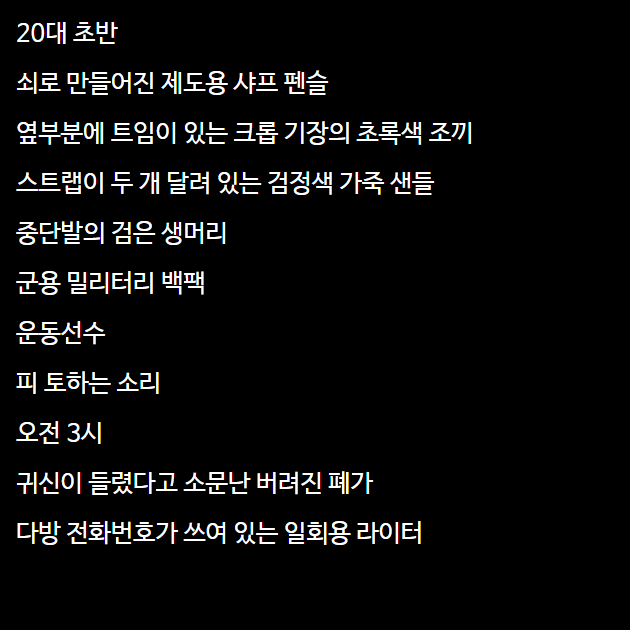 20대 초반
쇠로 만들어진 제도용 샤프 펜슬
옆부분에 트임이 있는 크롭 기장의 초록색 조끼
스트랩이 두 개 달려 있는 검정색 가죽 샌들
중단발의 검은 생머리
군용 밀리터리 백팩
운동선수
피 토하는 소리
오전 3시
귀신이 들렸다고 소문난 버려진 폐가
다방 전화번호가 쓰여 있는 일회용 라이터